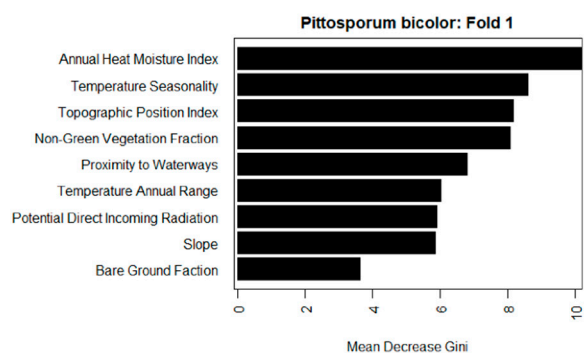 Pittosporum bicolor: Fold 1
Annual Heat Moisture Index
Temperature Seasonality
Topographic Position Index
Non-Green Vegetation Fraction
Proximity to Waterways
Temperature Annual Range
Potential Direct Incoming Radiation
Slope
Bare Ground Faction
0 2 4 6 8 10
Mean Decrease Gini